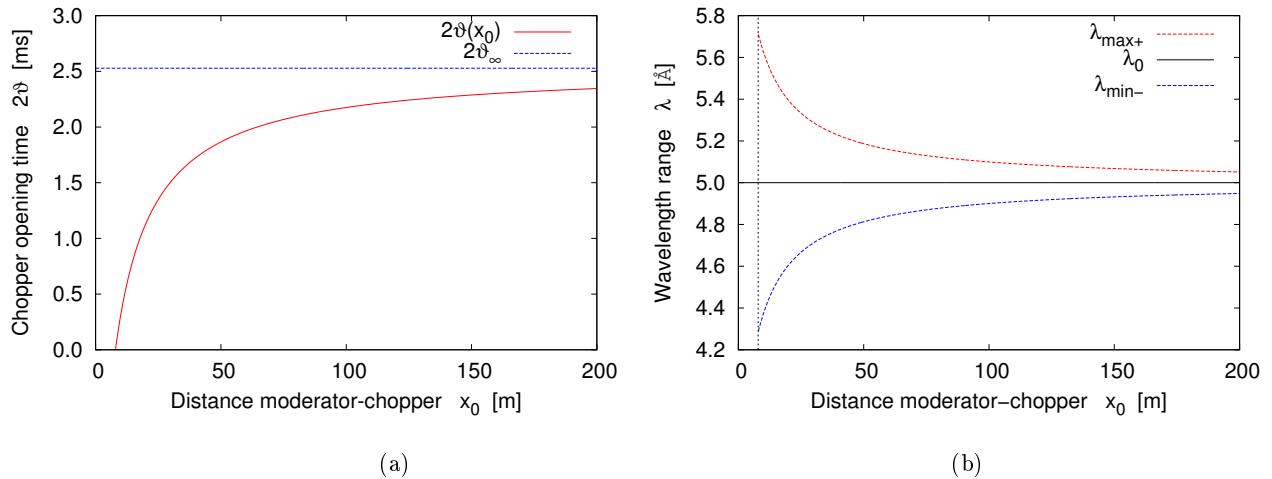 3.0
2.5
2.0
1.5
1.0
0.5
0.0
0
50
100
150
200
Chopper opening time 2ϑ [ms]
Distance moderator-chopper x₀ [m]
2ϑ(x₀)
2ϑ∞
(a)
5.8
5.6
5.4
5.2
5.0
4.8
4.6
4.4
4.2
0
50
100
150
200
Wavelength range λ [Å]
Distance moderator−chopper x₀ [m]
λmax+
λ₀
λmin−
(b)